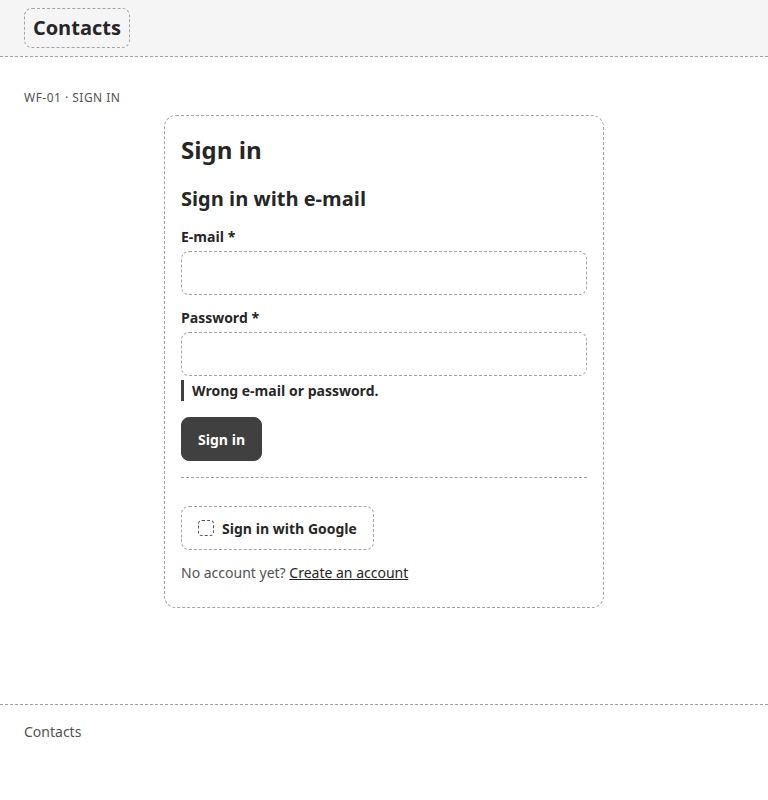 Contacts
WF-01 · SIGN IN
Sign in
Sign in with e-mail
E-mail *
Password *
Wrong e-mail or password.
Sign in
Sign in with Google
No account yet? Create an account
Contacts